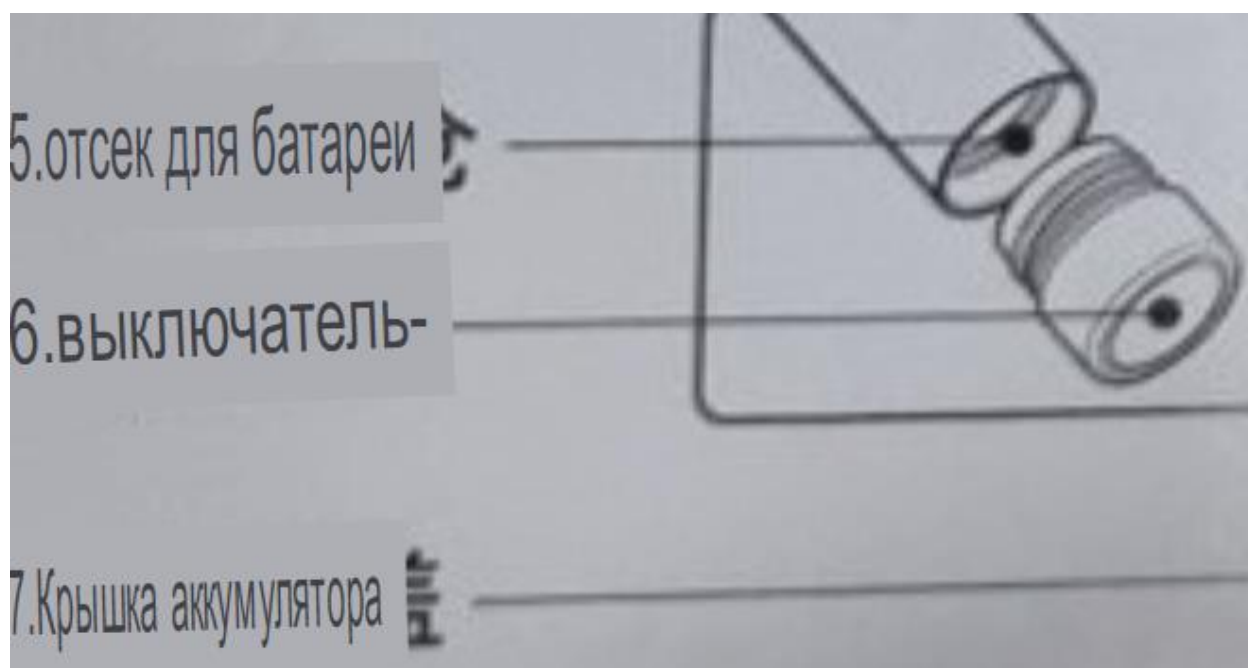 5.отсек для батареи
6.выключатель-
7.Крышка аккумулятора